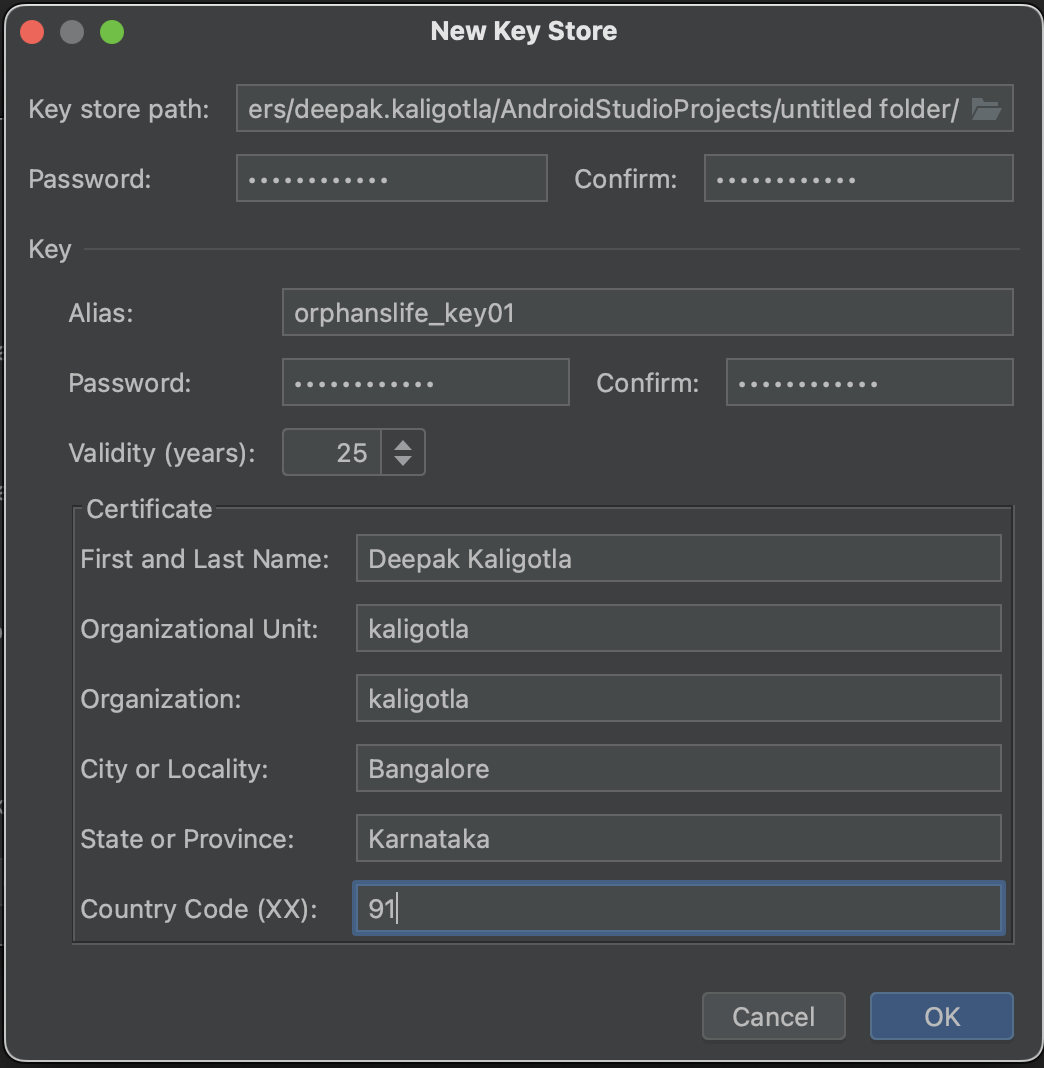 New Key Store
Key store path: ers/deepak.kaligotla/AndroidStudioProjects/untitled folder/
Password: •••••••••••• Confirm: ••••••••••••
Key
Alias: orphanslife_key01
Password: •••••••••••• Confirm: ••••••••••••
Validity (years): 25
Certificate
First and Last Name: Deepak Kaligotla
Organizational Unit: kaligotla
Organization: kaligotla
City or Locality: Bangalore
State or Province: Karnataka
Country Code (XX): 91
Cancel OK